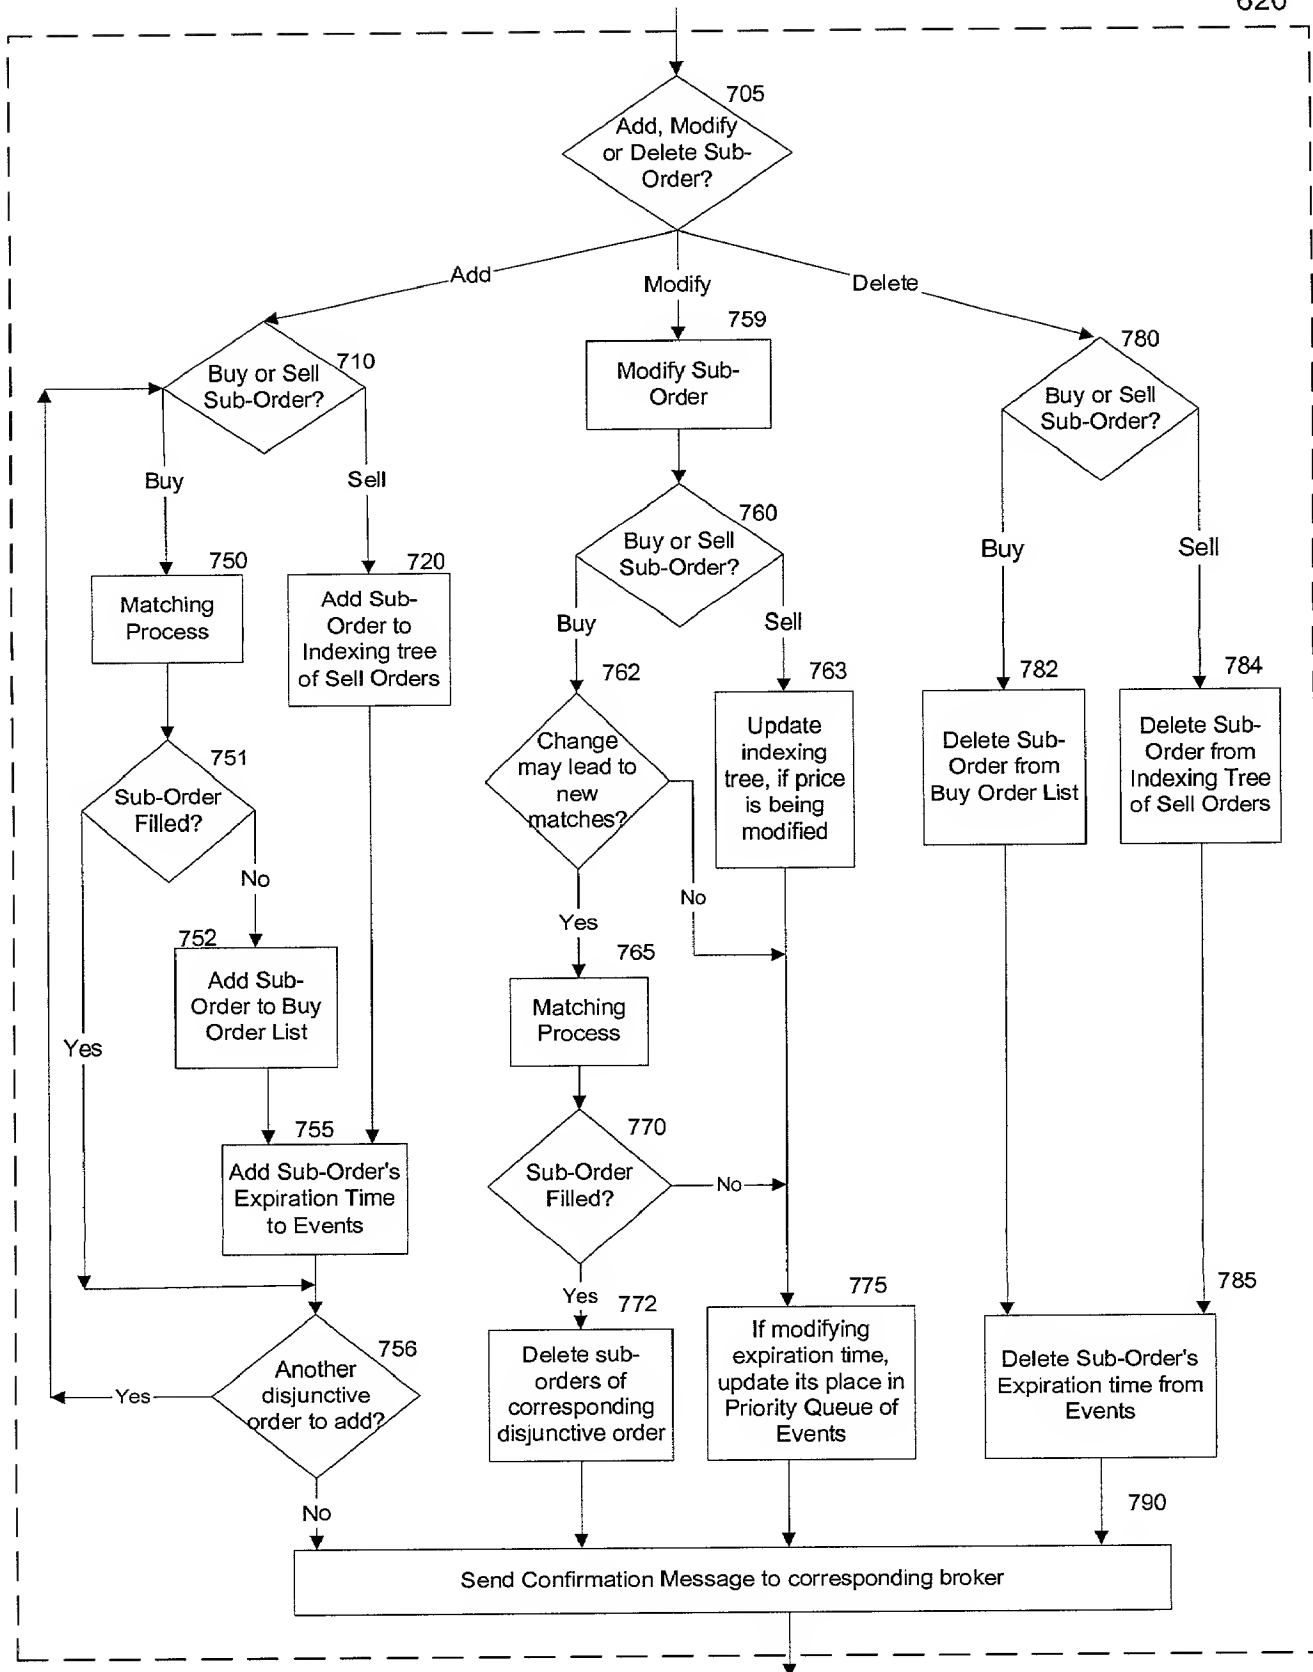 620
705
Add, Modify
or Delete Sub-
Order?
Add
Modify
Delete
710
Buy or Sell
Sub-Order?
759
Modify Sub-
Order
780
Buy or Sell
Sub-Order?
Buy
Sell
760
Buy or Sell
Sub-Order?
Buy
Sell
750
Matching
Process
720
Add Sub-
Order to
Indexing tree
of Sell Orders
Buy
Sell
762
Change
may lead to
new
matches?
763
Update
indexing
tree, if price
is being
modified
782
Delete Sub-
Order from
Buy Order List
784
Delete Sub-
Order from
Indexing Tree
of Sell Orders
751
Sub-Order
Filled?
No
Yes
No
752
Add Sub-
Order to Buy
Order List
765
Matching
Process
Yes
755
Add Sub-Order's
Expiration Time
to Events
770
Sub-Order
Filled?
No
Yes
756
Another
disjunctive
order to add?
Yes
No
772
Delete sub-
orders of
corresponding
disjunctive order
775
If modifying
expiration time,
update its place in
Priority Queue of
Events
785
Delete Sub-Order's
Expiration time from
Events
790
Send Confirmation Message to corresponding broker